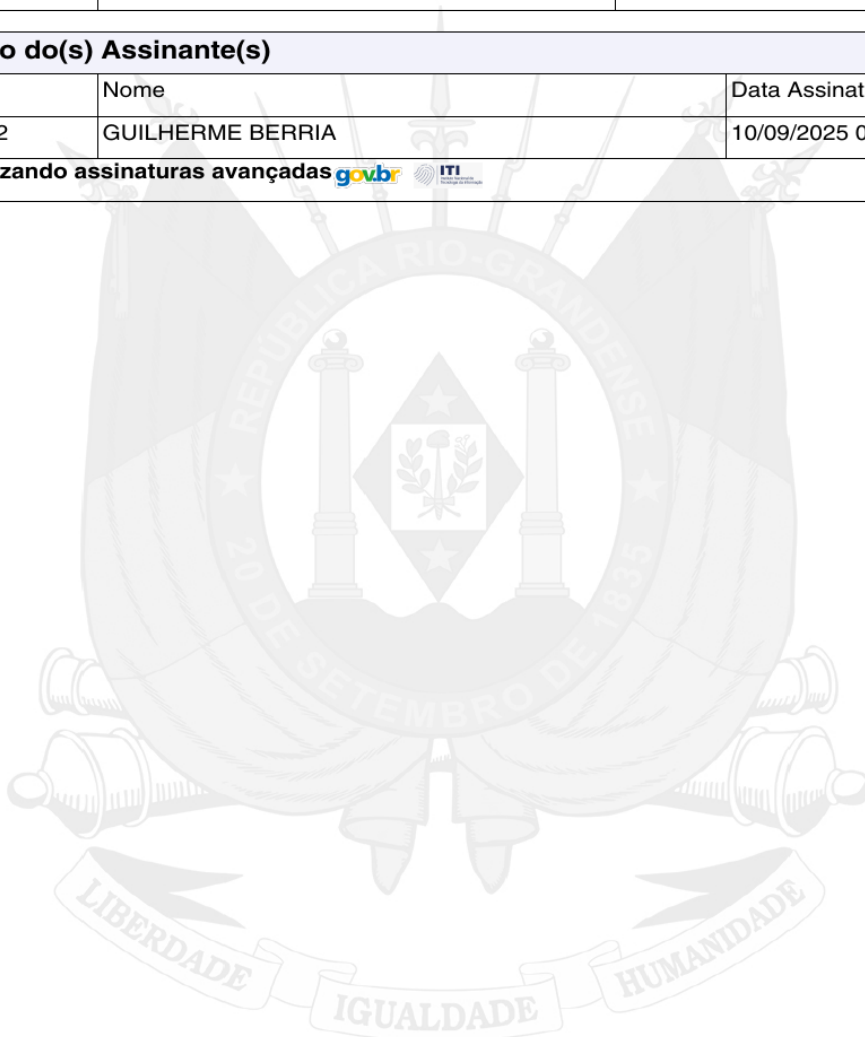 o do(s) Assinante(s)
Nome
Data Assinat
2
GUILHERME BERRIA
10/09/2025 0
zando assinaturas avançadas gov.br ITI
REPÚBLICA RIO-GRANDENSE
20 DE SETEMBRO DE 1835
LIBERDADE
IGUALDADE
HUMANIDADE